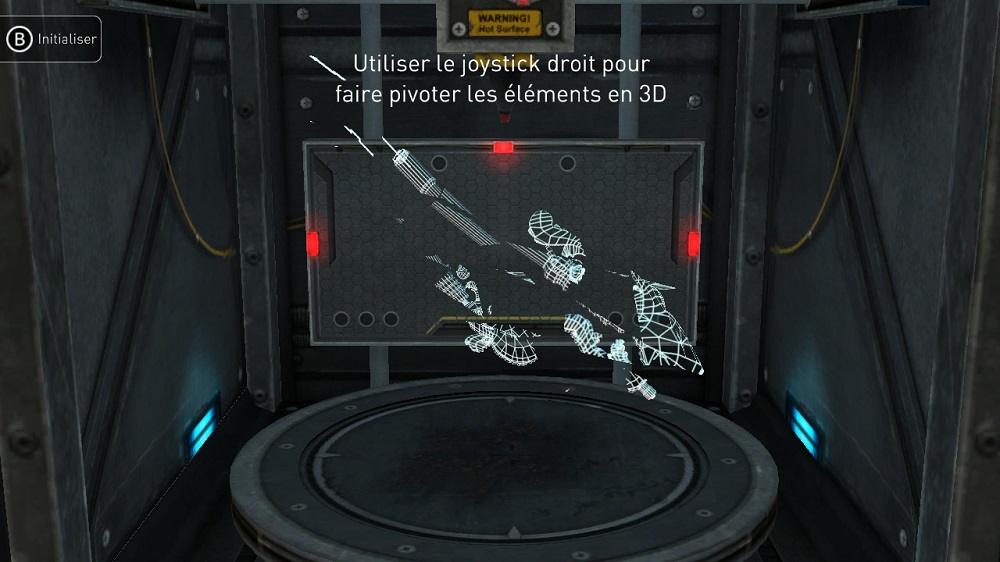 WARNING!
Hot Surface
B Initialiser
Utiliser le joystick droit pour
faire pivoter les éléments en 3D